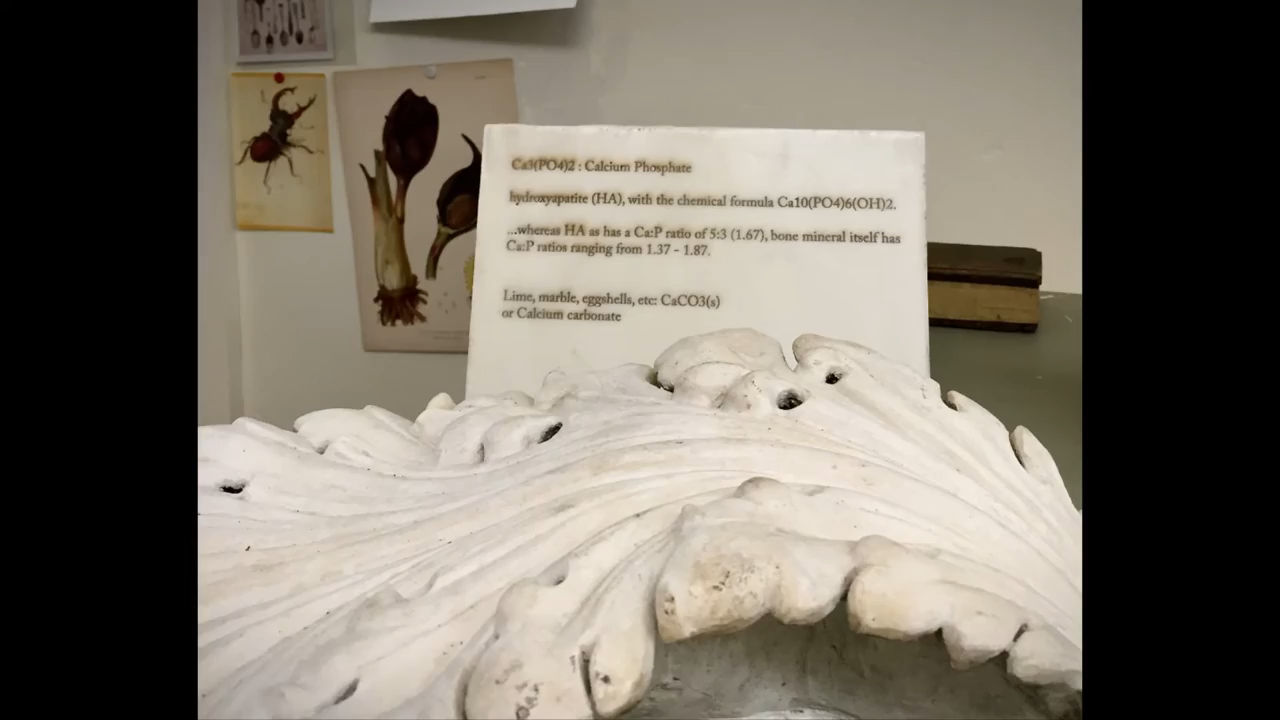 Ca3(PO4)2 : Calcium Phosphate
hydroxyapatite (HA), with the chemical formula Ca10(PO4)6(OH)2.
...whereas HA as has a Ca:P ratio of 5:3 (1.67), bone mineral itself has
Ca:P ratios ranging from 1.37 - 1.87.
Lime, marble, eggshells, etc: CaCO3(s)
or Calcium carbonate